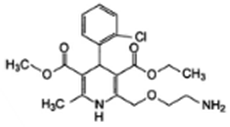 Cl
O O
H₃C O O CH₃
H₃C N H O NH₂